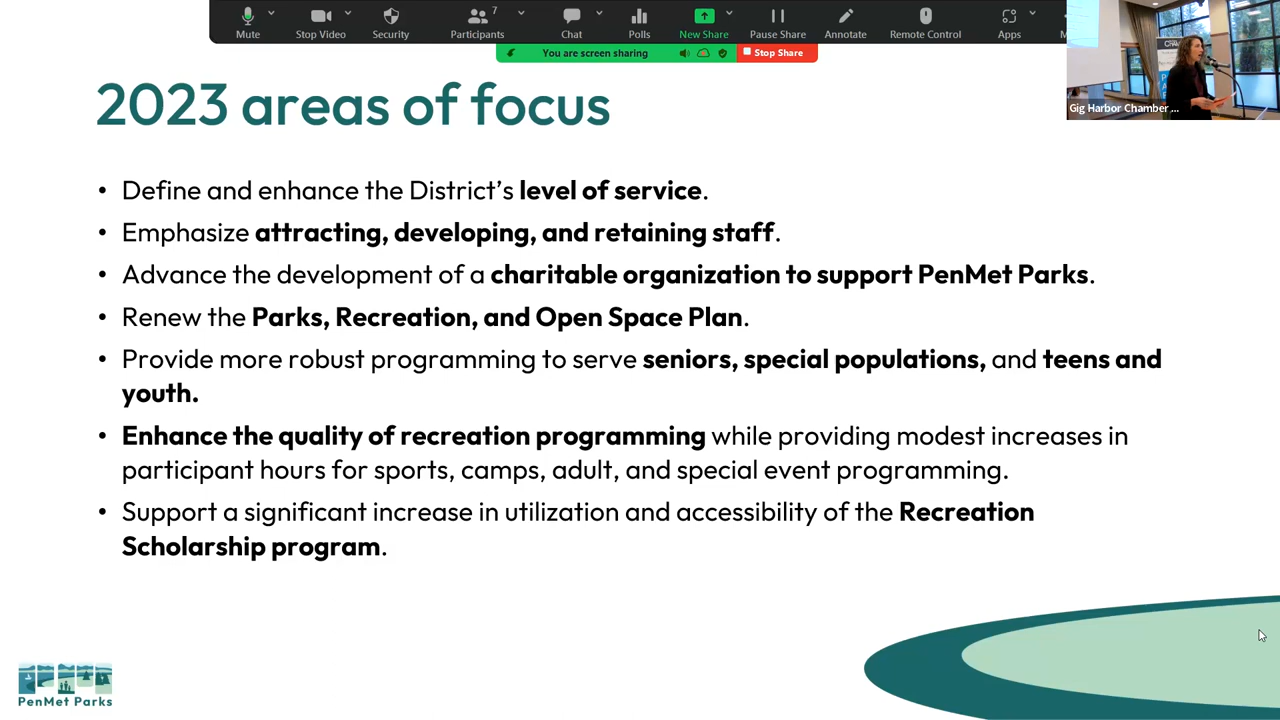 7
Mute
Stop Video
Security
Participants
Chat
Polls
New Share
Pause Share
Annotate
Remote Control
Apps
You are screen sharing
Stop Share
Gig Harbor Chamber ...
2023 areas of focus
• Define and enhance the District's level of service.
• Emphasize attracting, developing, and retaining staff.
• Advance the development of a charitable organization to support PenMet Parks.
• Renew the Parks, Recreation, and Open Space Plan.
• Provide more robust programming to serve seniors, special populations, and teens and
youth.
• Enhance the quality of recreation programming while providing modest increases in
participant hours for sports, camps, adult, and special event programming.
• Support a significant increase in utilization and accessibility of the Recreation
Scholarship program.
PenMet Parks